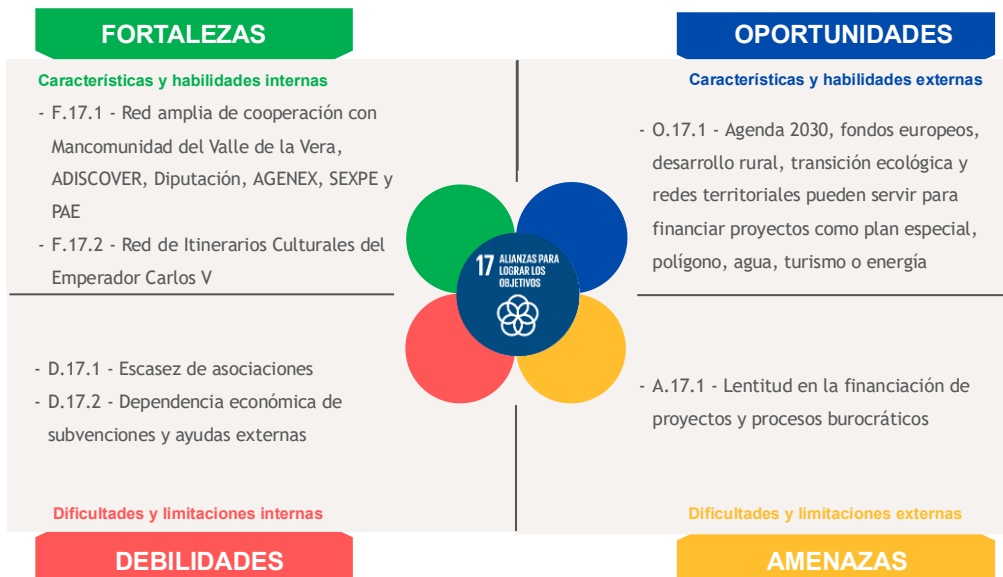 FORTALEZAS
Características y habilidades internas
- F.17.1 - Red amplia de cooperación con
Mancomunidad del Valle de la Vera,
ADISCOVER, Diputación, AGENEX, SEXPE y
PAE
- F.17.2 - Red de Itinerarios Culturales del
Emperador Carlos V
OPORTUNIDADES
Características y habilidades externas
- O.17.1 - Agenda 2030, fondos europeos,
desarrollo rural, transición ecológica y
redes territoriales pueden servir para
financiar proyectos como plan especial,
polígono, agua, turismo o energía
17 ALIANZAS PARA
LOGRAR LOS
OBJETIVOS
- D.17.1 - Escasez de asociaciones
- D.17.2 - Dependencia económica de
subvenciones y ayudas externas
Dificultades y limitaciones internas
DEBILIDADES
- A.17.1 - Lentitud en la financiación de
proyectos y procesos burocráticos
Dificultades y limitaciones externas
AMENAZAS